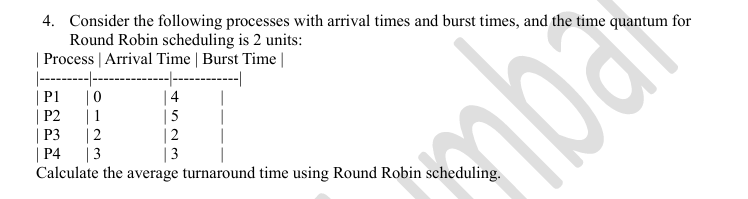 4. Consider the following processes with arrival times and burst times, and the time quantum for
Round Robin scheduling is 2 units:
| Process | Arrival Time | Burst Time |
|---------|---------------|------------|
| P1 | 0 | 4 |
| P2 | 1 | 5 |
| P3 | 2 | 2 |
| P4 | 3 | 3 |
Calculate the average turnaround time using Round Robin scheduling.